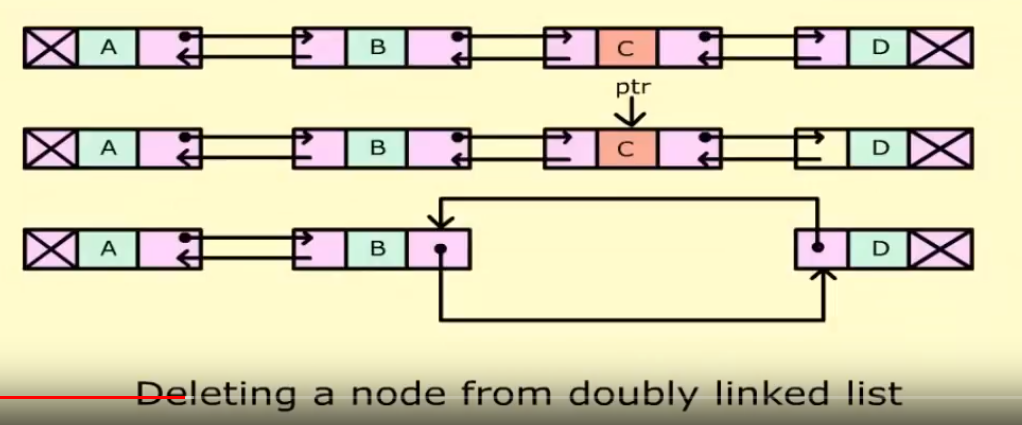 A B C D
ptr
A B C D
A B D
Deleting a node from doubly linked list